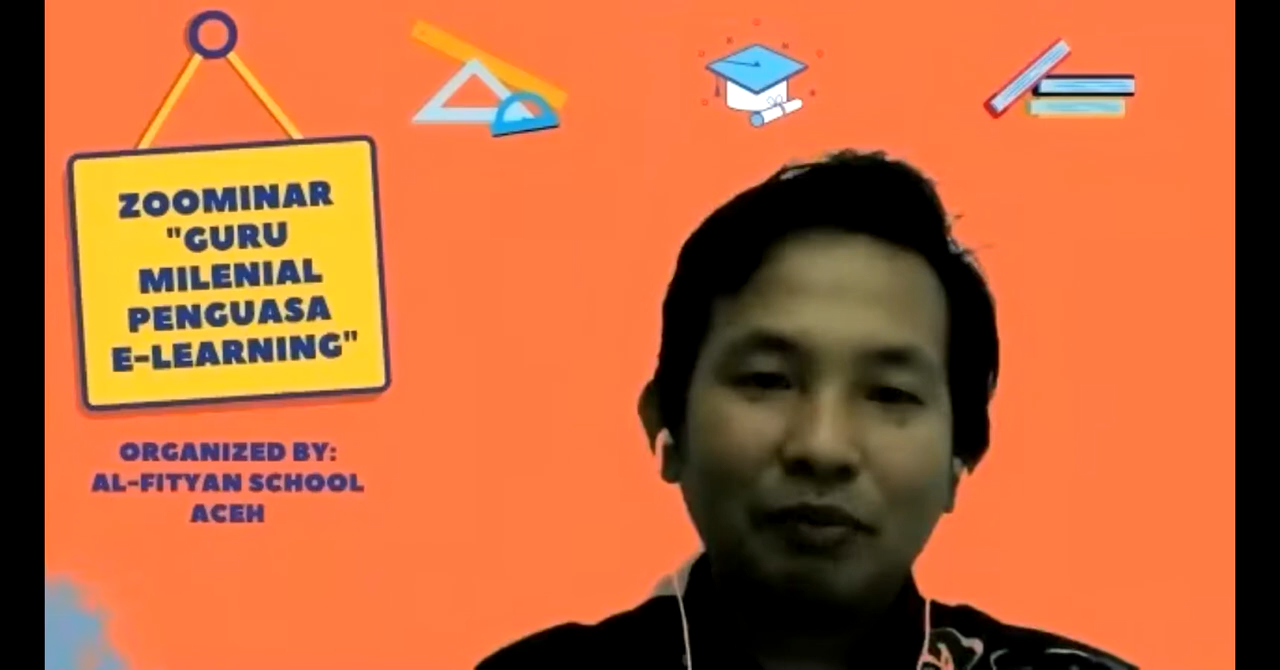 ZOOMINAR
"GURU
MILENIAL
PENGUASA
E-LEARNING"
ORGANIZED BY:
AL-FITYAN SCHOOL
ACEH